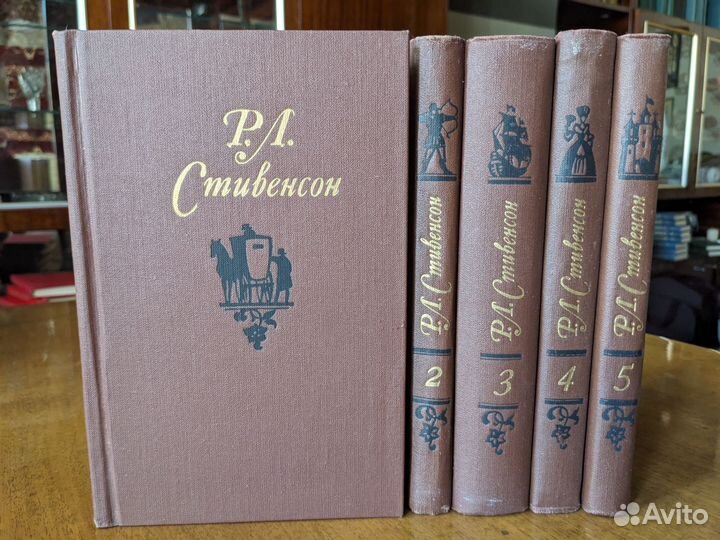 Р.Л.
Стивенсон
Р.Л. Стивенсон
2
Р.Л. Стивенсон
3
Р.Л. Стивенсон
4
Р.Л. Стивенсон
5
Avito